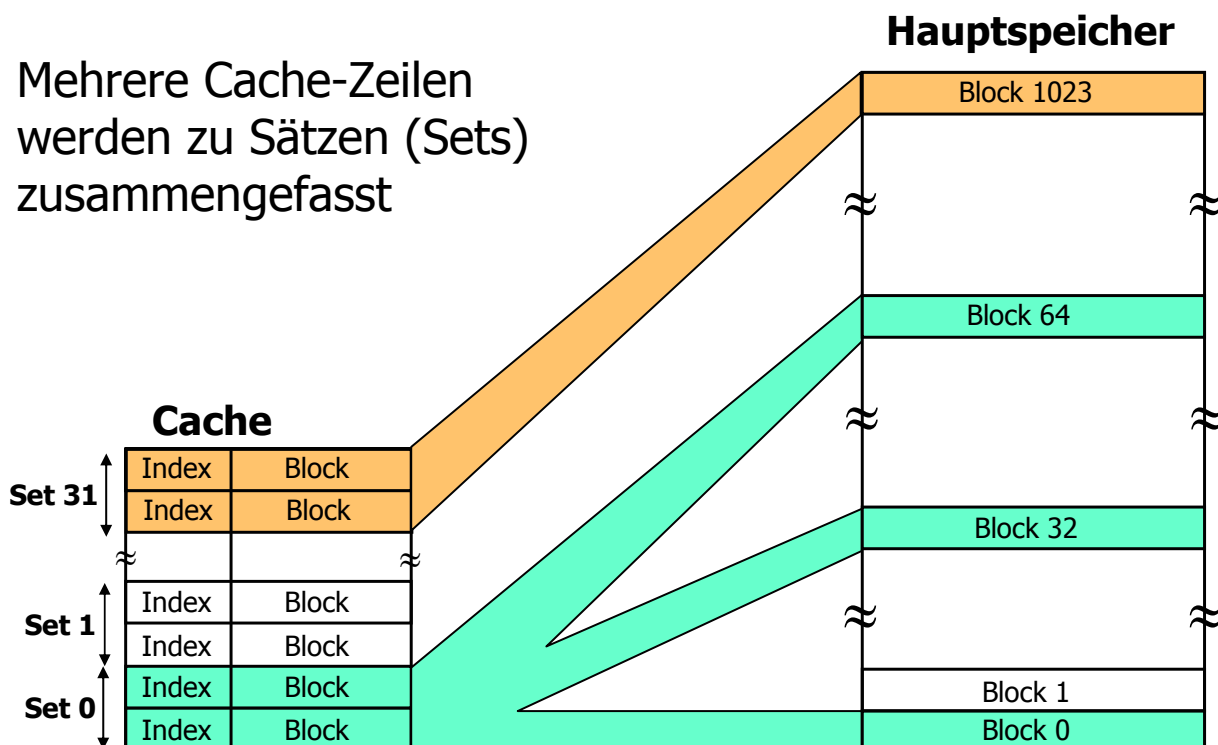 Hauptspeicher
Mehrere Cache-Zeilen
werden zu Sätzen (Sets)
zusammengefasst
Block 1023
≈ ≈
Block 64
≈ ≈
Cache
Set 31
Index Block
Index Block
≈ ≈
Block 32
≈ ≈
Set 1
Index Block
Index Block
Set 0
Index Block
Index Block
Block 1
Block 0